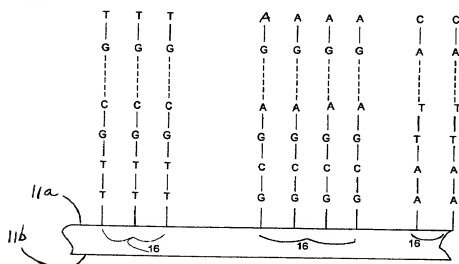 T T T A A A A C C
G G G G G G G A A
C C C A A A A T T
G G G G G G G T T
T T T C C C C A A
T T T G G G G A A
11a
16 16 16
11b